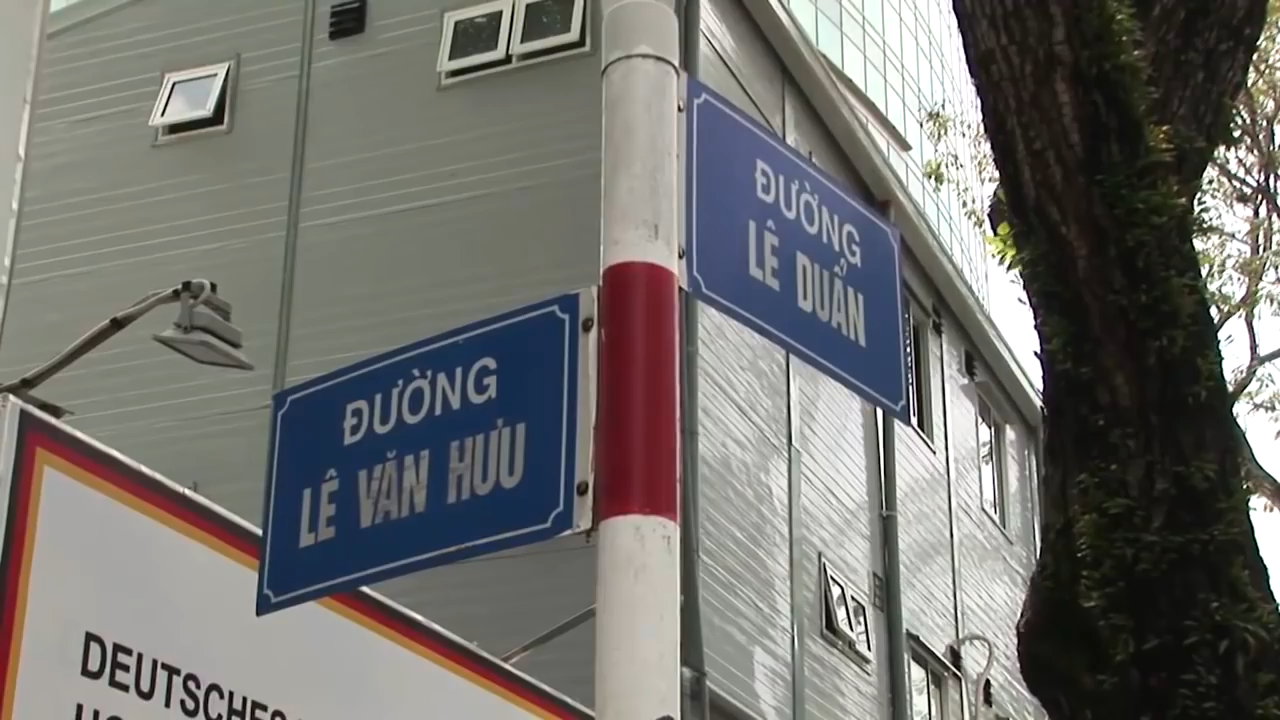 ĐƯỜNG
LÊ DUẨN
ĐƯỜNG
LÊ VĂN HƯU
DEUTSCHES